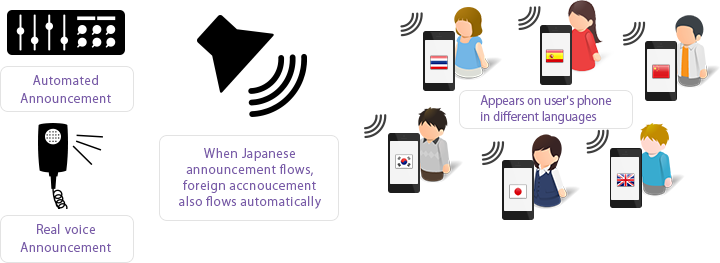 Automated
Announcement
Real voice
Announcement
When Japanese
announcement flows,
foreign accnoucement
also flows automatically
Appears on user's phone
in different languages